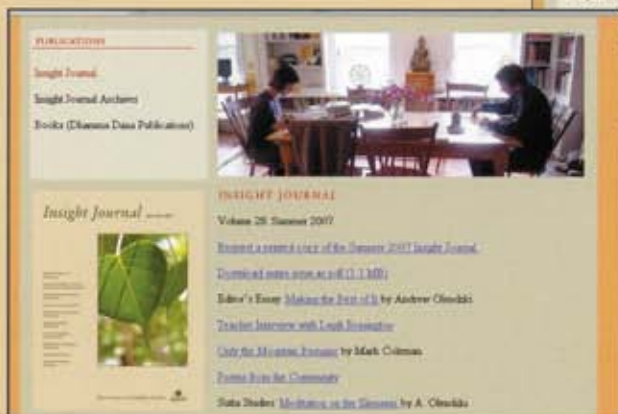 PUBLICATIONS
Insight Journal
Insight Journal Archives
Books (Dhamma Dana Publications)
Insight Journal
INSIGHT JOURNAL
Volume 28: Summer 2007
Request a printed copy of the Summer 2007 Insight Journal.
Download entire issue as pdf (1.1 MB)
Editor's Essay: Making the Best of It by Andrew Olendzki
Teacher Interview with Leigh Brasington
Only the Mountain Remains by Mark Coleman
Poems from the Community
Sutta Studies: Meditation on the Elements by A. Olendzki